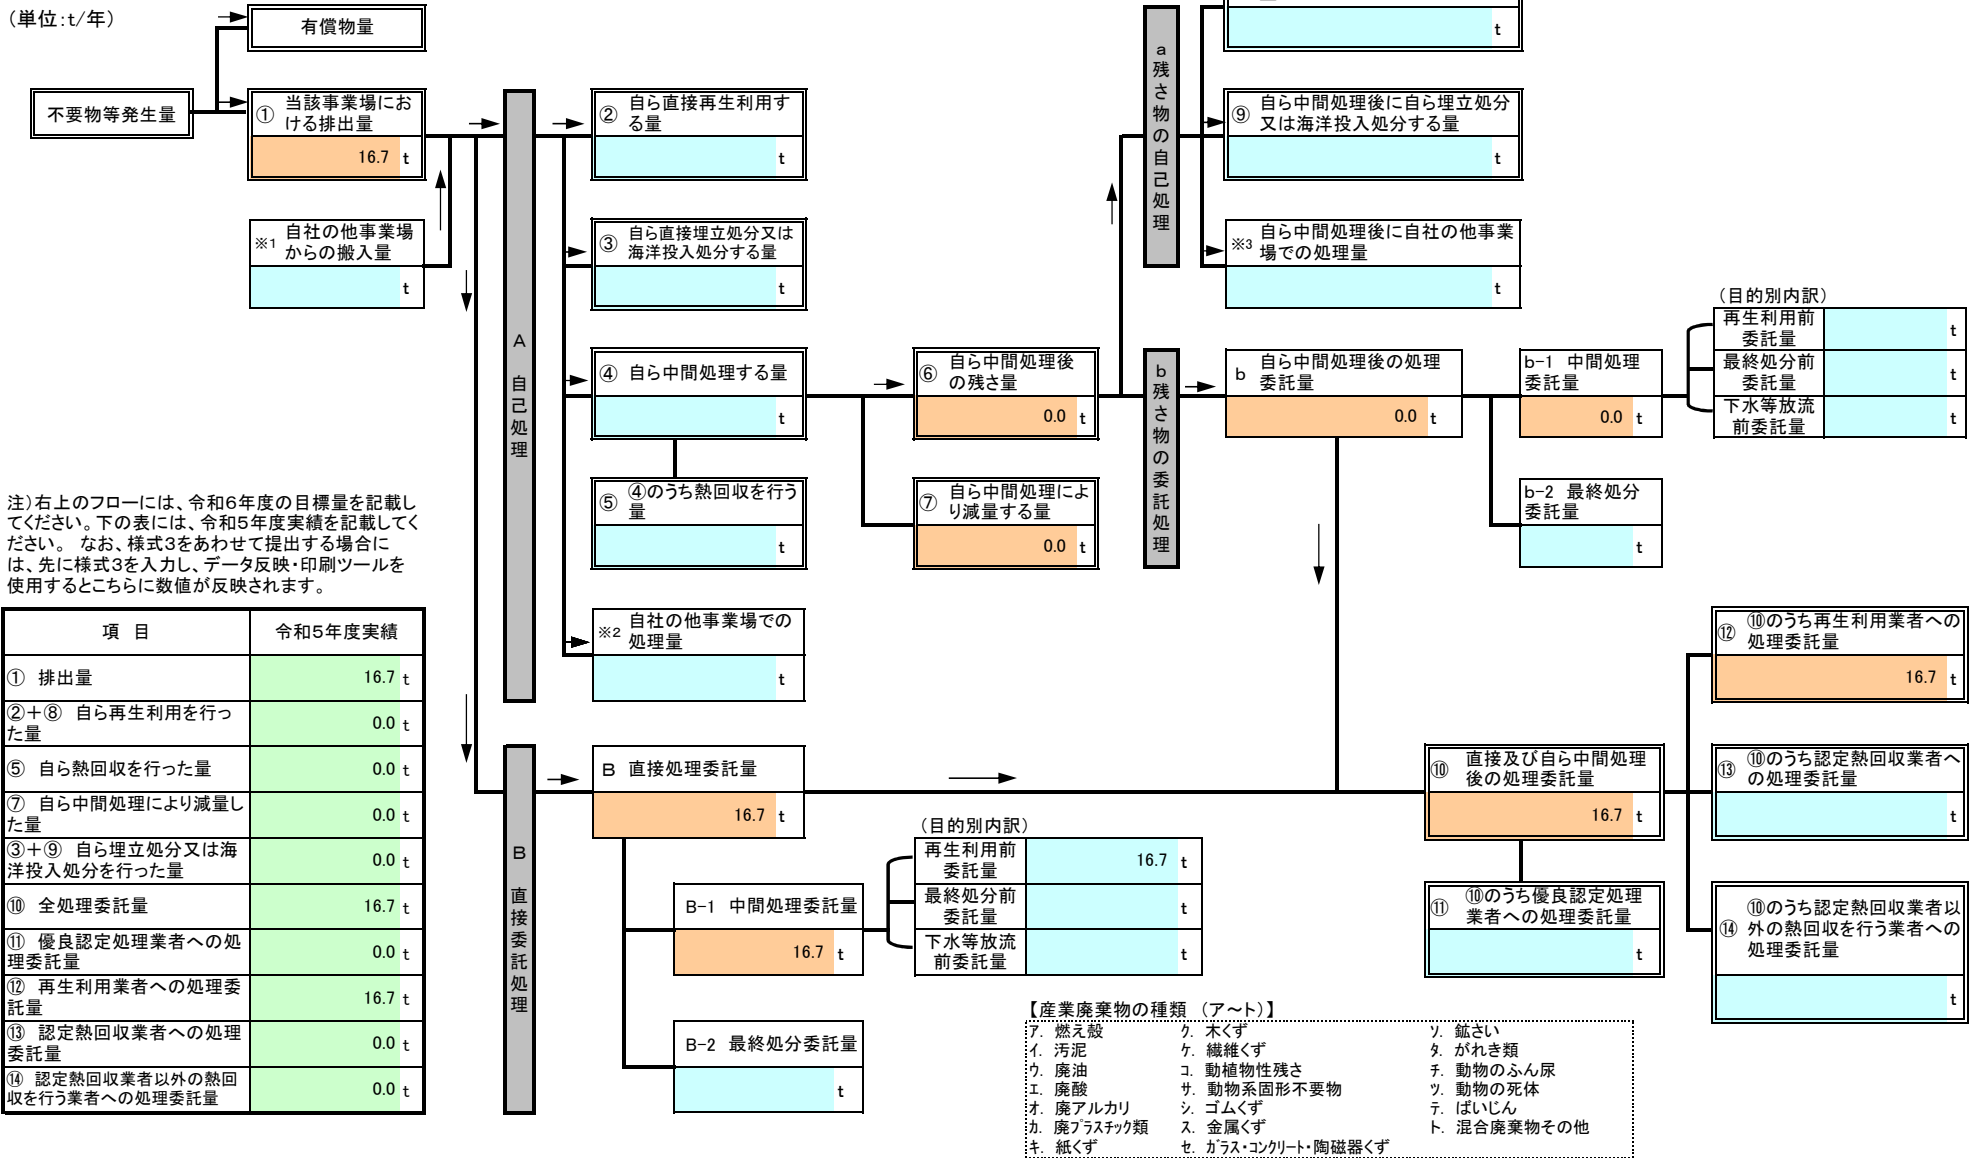 (単位:t/年)
有償物量
t
不要物等発生量
① 当該事業場にお
ける排出量
16.7 t
※1 自社の他事業場
からの搬入量
t
A 自己処理
② 自ら直接再生利用す
る量
t
③ 自ら直接埋立処分又は
海洋投入処分する量
t
④ 自ら中間処理する量
t
⑤ ④のうち熱回収を行う
量
t
※2 自社の他事業場での
処理量
t
⑥ 自ら中間処理後
の残さ量
0.0 t
⑦ 自ら中間処理によ
り減量する量
0.0 t
a残さ物の自己処理
⑨ 自ら中間処理後に自ら埋立処分
又は海洋投入処分する量
t
※3 自ら中間処理後に自社の他事業
場での処理量
t
b残さ物の委託処理
b 自ら中間処理後の処理
委託量
0.0 t
b-1 中間処理
委託量
0.0 t
b-2 最終処分
委託量
t
(目的別内訳)
再生利用前
委託量
t
最終処分前
委託量
t
下水等放流
前委託量
t
注)右上のフローには、令和6年度の目標量を記載し
てください。下の表には、令和5年度実績を記載してく
ださい。 なお、様式3をあわせて提出する場合に
は、先に様式3を入力し、データ反映・印刷ツールを
使用するとこちらに数値が反映されます。
項 目 令和5年度実績
① 排出量 16.7 t
②+⑧ 自ら再生利用を行っ
た量 0.0 t
⑤ 自ら熱回収を行った量 0.0 t
⑦ 自ら中間処理により減量し
た量 0.0 t
③+⑨ 自ら埋立処分又は海
洋投入処分を行った量 0.0 t
⑩ 全処理委託量 16.7 t
⑪ 優良認定処理業者への処
理委託量 0.0 t
⑫ 再生利用業者への処理委
託量 16.7 t
⑬ 認定熱回収業者への処理
委託量 0.0 t
⑭ 認定熱回収業者以外の熱回
収を行う業者への処理委託量 0.0 t
B 直接委託処理
B 直接処理委託量
16.7 t
B-1 中間処理委託量
16.7 t
B-2 最終処分委託量
t
(目的別内訳)
再生利用前
委託量
16.7 t
最終処分前
委託量
t
下水等放流
前委託量
t
⑩ 直接及び自ら中間処理
後の処理委託量
16.7 t
⑪ ⑩のうち優良認定処理
業者への処理委託量
t
⑫ ⑩のうち再生利用業者への
処理委託量
16.7 t
⑬ ⑩のうち認定熱回収業者へ
の処理委託量
t
⑭ ⑩のうち認定熱回収業者以
外の熱回収を行う業者への
処理委託量
t
【産業廃棄物の種類 (ア~ト)】
ア. 燃え殻 ク. 木くず ソ. 鉱さい
イ. 汚泥 ケ. 繊維くず タ. がれき類
ウ. 廃油 コ. 動植物性残さ チ. 動物のふん尿
エ. 廃酸 サ. 動物系固形不要物 ツ. 動物の死体
オ. 廃アルカリ シ. ゴムくず テ. ばいじん
カ. 廃プラスチック類 ス. 金属くず ト. 混合廃棄物その他
キ. 紙くず セ. ガラス・コンクリート・陶磁器くず